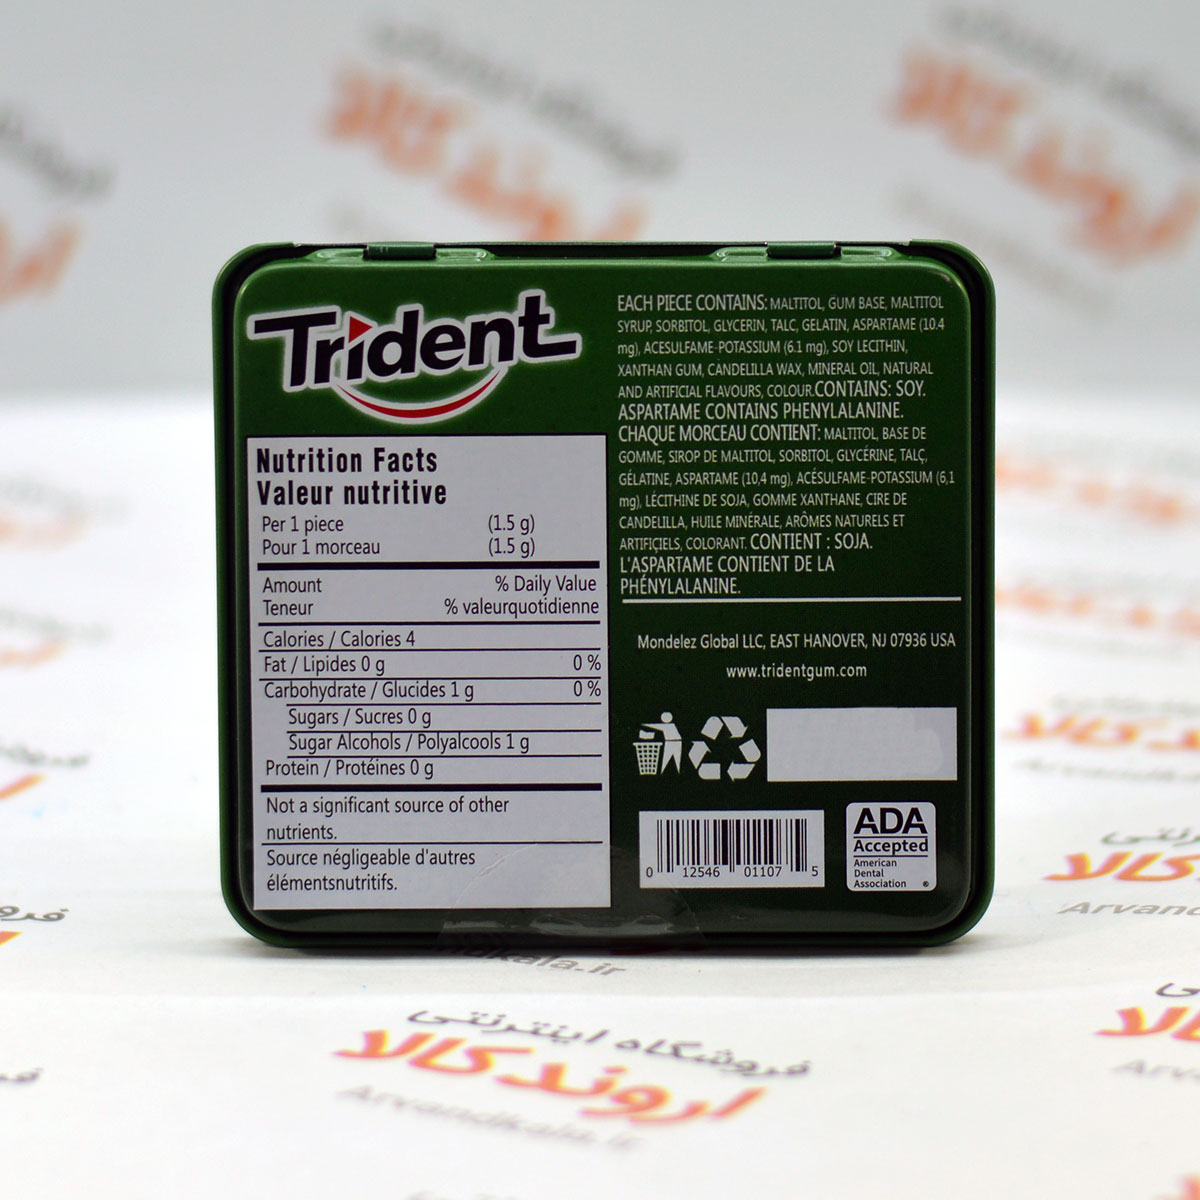 Trident
Nutrition Facts
Valeur nutritive
Per 1 piece (1.5 g)
Pour 1 morceau (1.5 g)
Amount % Daily Value
Teneur % valeurquotidienne
Calories / Calories 4
Fat / Lipides 0 g 0 %
Carbohydrate / Glucides 1 g 0 %
Sugars / Sucres 0 g
Sugar Alcohols / Polyalcools 1 g
Protein / Protéines 0 g
Not a significant source of other
nutrients.
Source négligeable d'autres
élémentsnutritifs.
EACH PIECE CONTAINS: MALTITOL, GUM BASE, MALTITOL
SYRUP, SORBITOL, GLYCERIN, TALC, GELATIN, ASPARTAME (10.4
mg), ACESULFAME-POTASSIUM (6.1 mg), SOY LECITHIN,
XANTHAN GUM, CANDELILLA WAX, MINERAL OIL, NATURAL
AND ARTIFICIAL FLAVOURS, COLOUR.CONTAINS: SOY.
ASPARTAME CONTAINS PHENYLALANINE.
CHAQUE MORCEAU CONTIENT: MALTITOL, BASE DE
GOMME, SIROP DE MALTITOL, SORBITOL, GLYCÉRINE, TALÇ,
GÉLATINE, ASPARTAME (10,4 mg), ACÉSULFAME-POTASSIUM (6,1
mg), LÉCITHINE DE SOJA, GOMME XANTHANE, CIRE DE
CANDELILLA, HUILE MINÉRALE, ARÔMES NATURELS ET
ARTIFIÇIELS, COLORANT. CONTIENT : SOJA.
L'ASPARTAME CONTIENT DE LA
PHÉNYLALANINE.
Mondelez Global LLC, EAST HANOVER, NJ 07936 USA
www.tridentgum.com
0 12546 01107 5
ADA
Accepted
American
Dental
Association ®
فروشگاه اینترنتی
اروند کالا
Arvandkala.ir